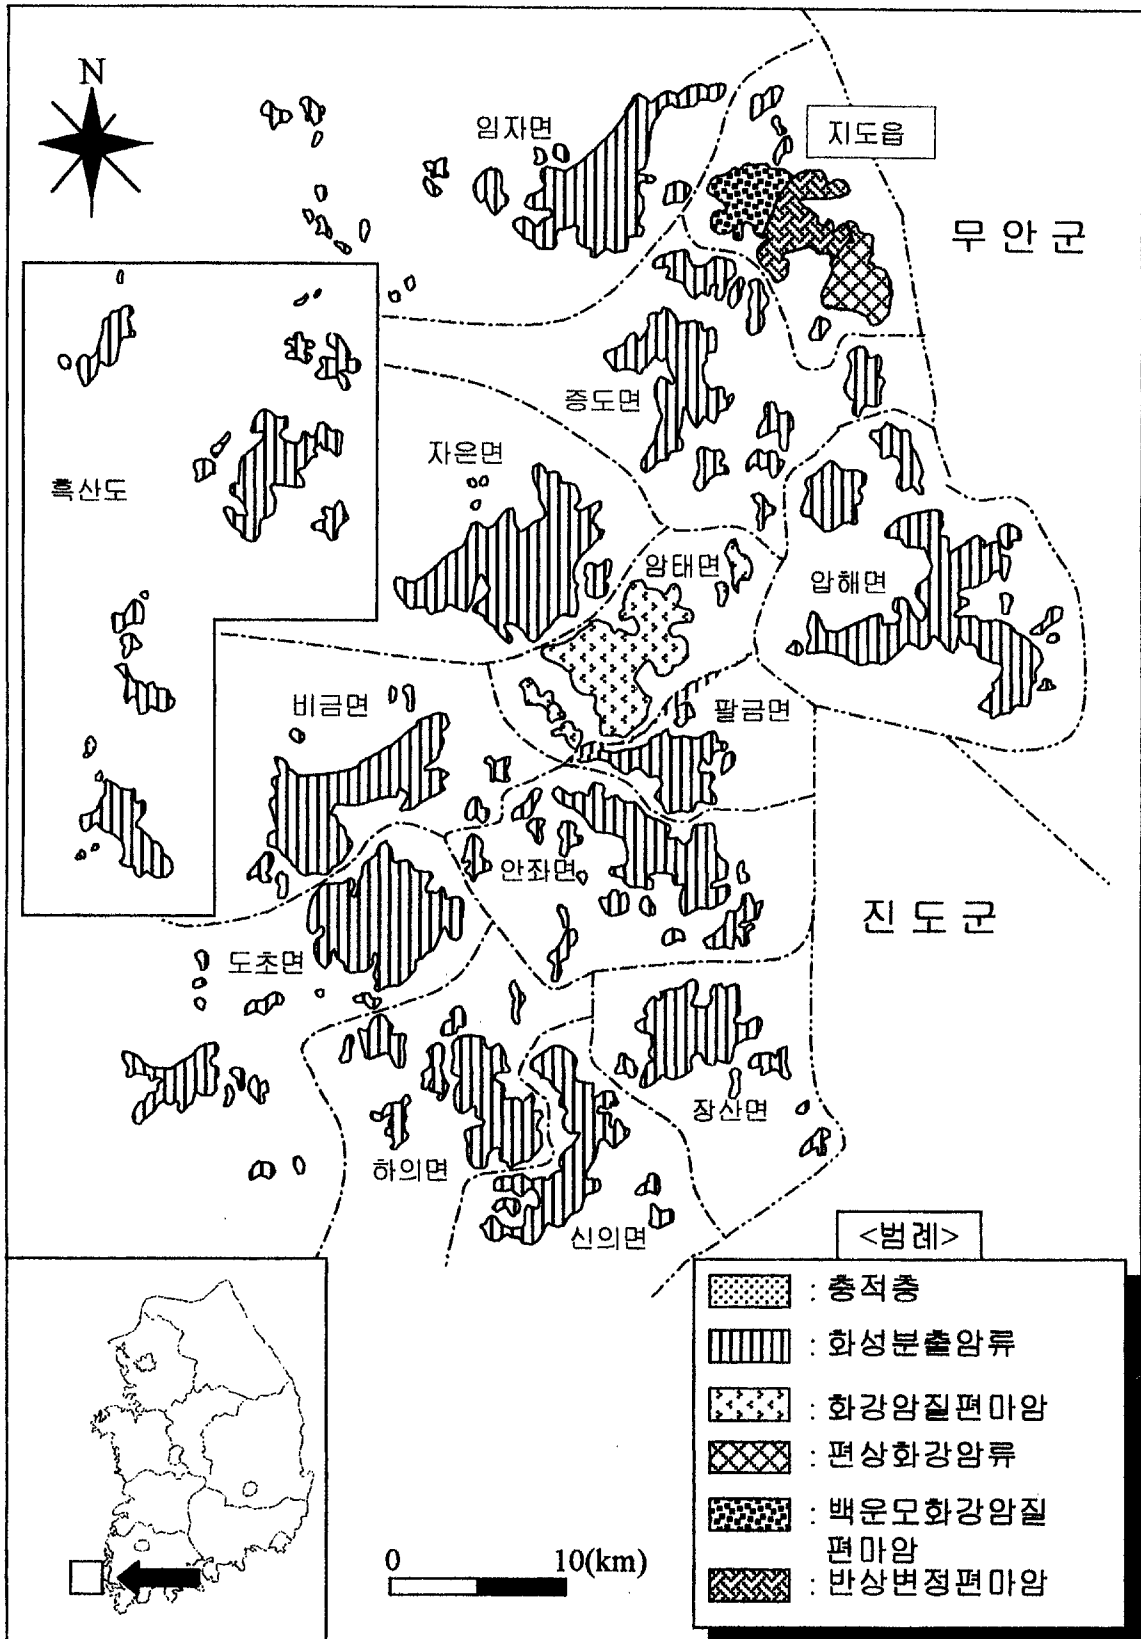 N
임자면
지도읍
무안군
증도면
자은면
흑산도
암태면
압해면
비금면
팔금면
안좌면
진도군
도초면
장산면
하의면
신의면
<범례>
: 충적층
: 화성분출암류
: 화강암질편마암
: 편상화강암류
: 백운모화강암질
편마암
: 반상변정편마암
0 10(km)